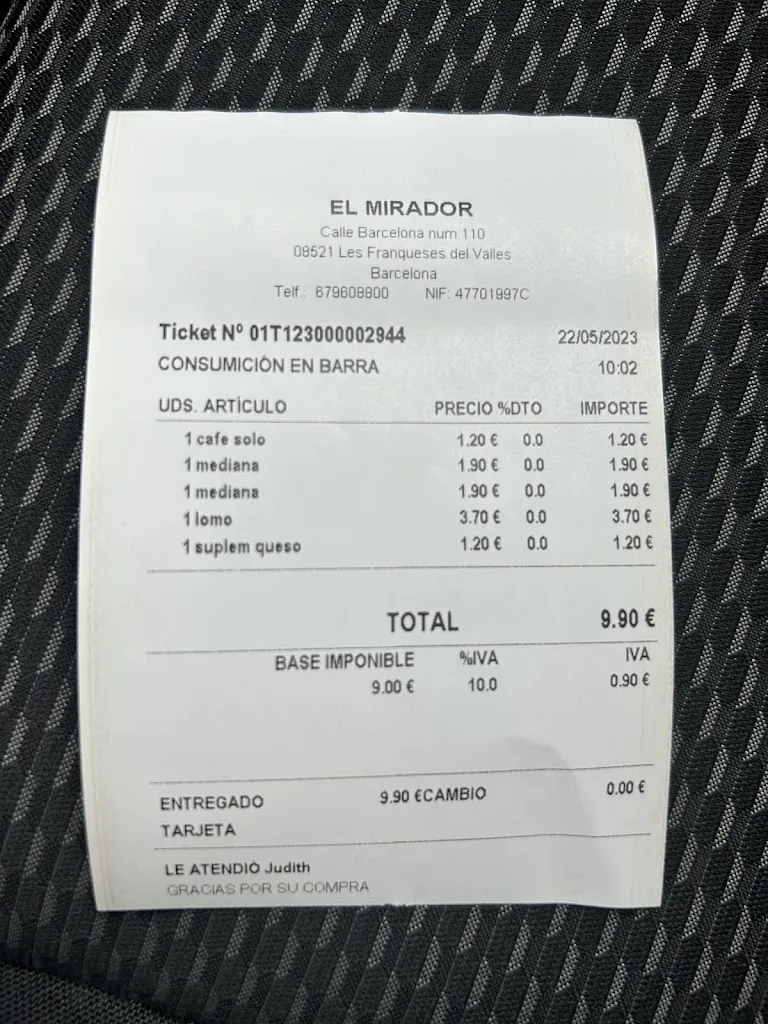 EL MIRADOR
Calle Barcelona num 110
08521 Les Franqueses del Valles
Barcelona
Telf.: 679608800 NIF: 47701997C
Ticket Nº 01T123000002944 22/05/2023
CONSUMICIÓN EN BARRA 10:02
UDS. ARTÍCULO PRECIO %DTO IMPORTE
1 cafe solo 1.20 € 0.0 1.20 €
1 mediana 1.90 € 0.0 1.90 €
1 mediana 1.90 € 0.0 1.90 €
1 lomo 3.70 € 0.0 3.70 €
1 suplem queso 1.20 € 0.0 1.20 €
TOTAL 9.90 €
BASE IMPONIBLE %IVA IVA
9.00 € 10.0 0.90 €
ENTREGADO 9.90 €CAMBIO 0.00 €
TARJETA
LE ATENDIÓ Judith
GRACIAS POR SU COMPRA